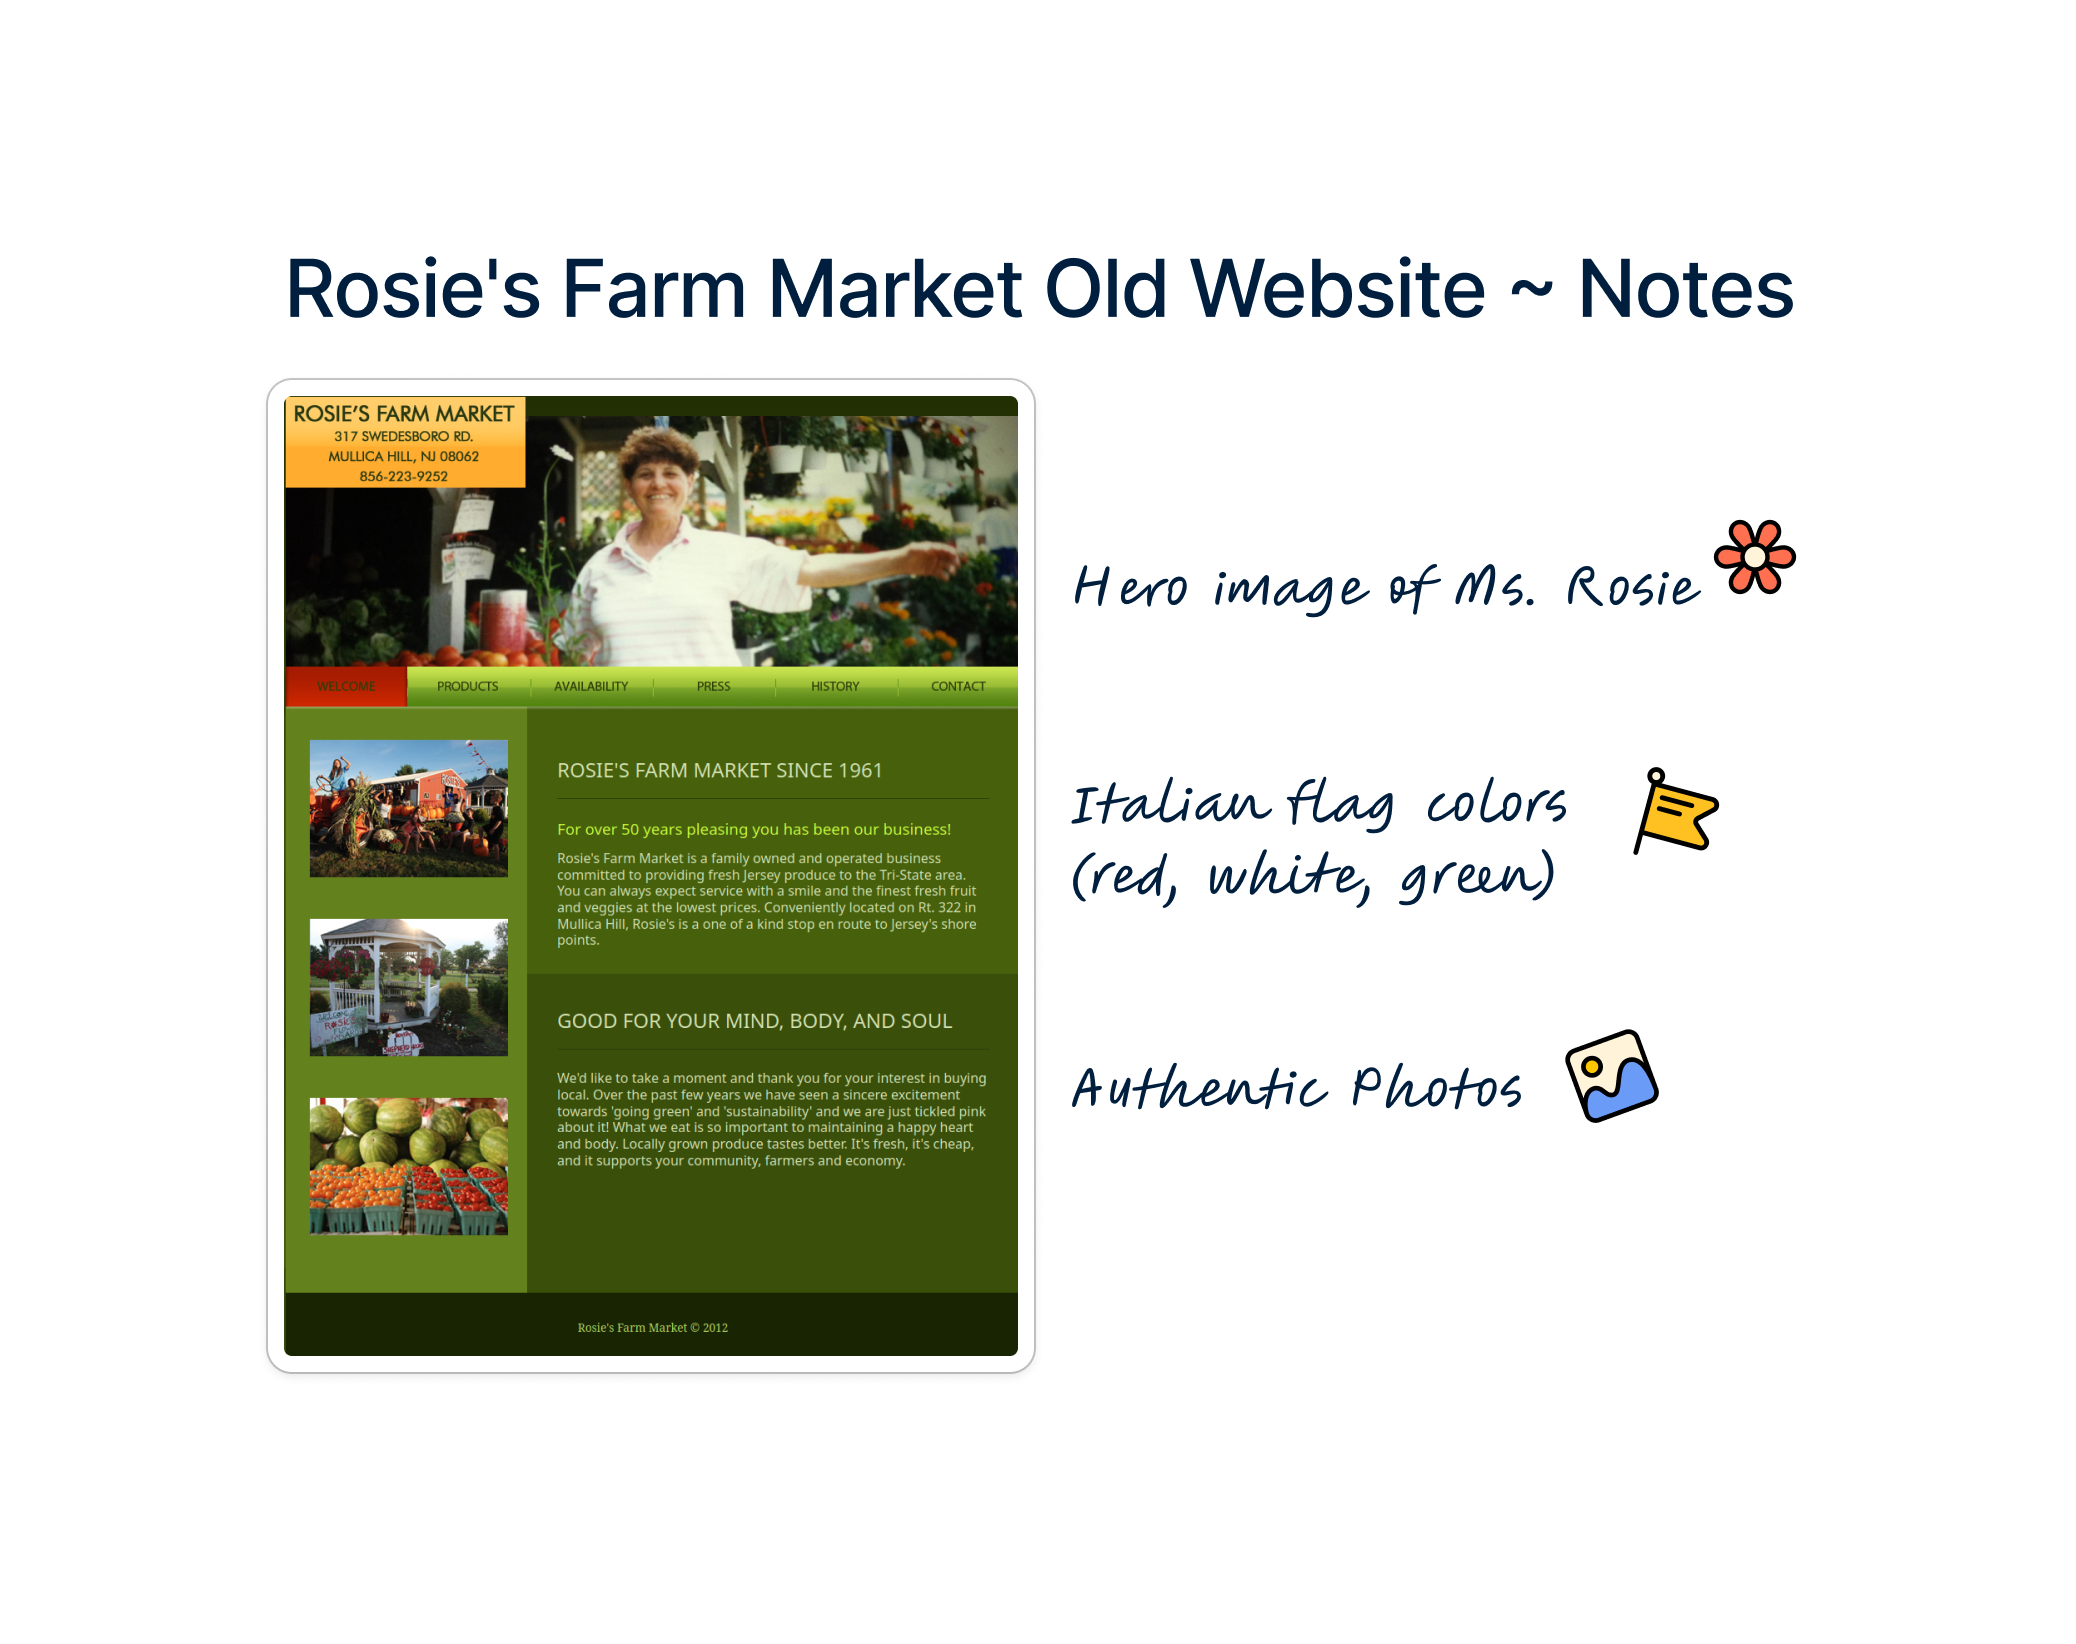 Rosie's Farm Market Old Website ~ Notes
ROSIE'S FARM MARKET
317 SWEDESBORO RD.
MULLICA HILL, NJ 08062
856-223-9252
WELCOME PRODUCTS AVAILABILITY PRESS HISTORY CONTACT
ROSIE'S FARM MARKET SINCE 1961
For over 50 years pleasing you has been our business!
Rosie's Farm Market is a family owned and operated business
committed to providing fresh Jersey produce to the Tri-State area.
You can always expect service with a smile and the finest fresh fruit
and veggies at the lowest prices. Conveniently located on Rt. 322 in
Mullica Hill, Rosie's is a one of a kind stop en route to Jersey's shore
points.
GOOD FOR YOUR MIND, BODY, AND SOUL
We'd like to take a moment and thank you for your interest in buying
local. Over the past few years we have seen a sincere excitement
towards 'going green' and 'sustainability' and we are just tickled pink
about it! What we eat is so important to maintaining a happy heart
and body. Locally grown produce tastes better. It's fresh, it's cheap,
and it supports your community, farmers and economy.
Rosie's Farm Market © 2012
Hero image of Ms. Rosie
Italian flag colors
(red, white, green)
Authentic Photos